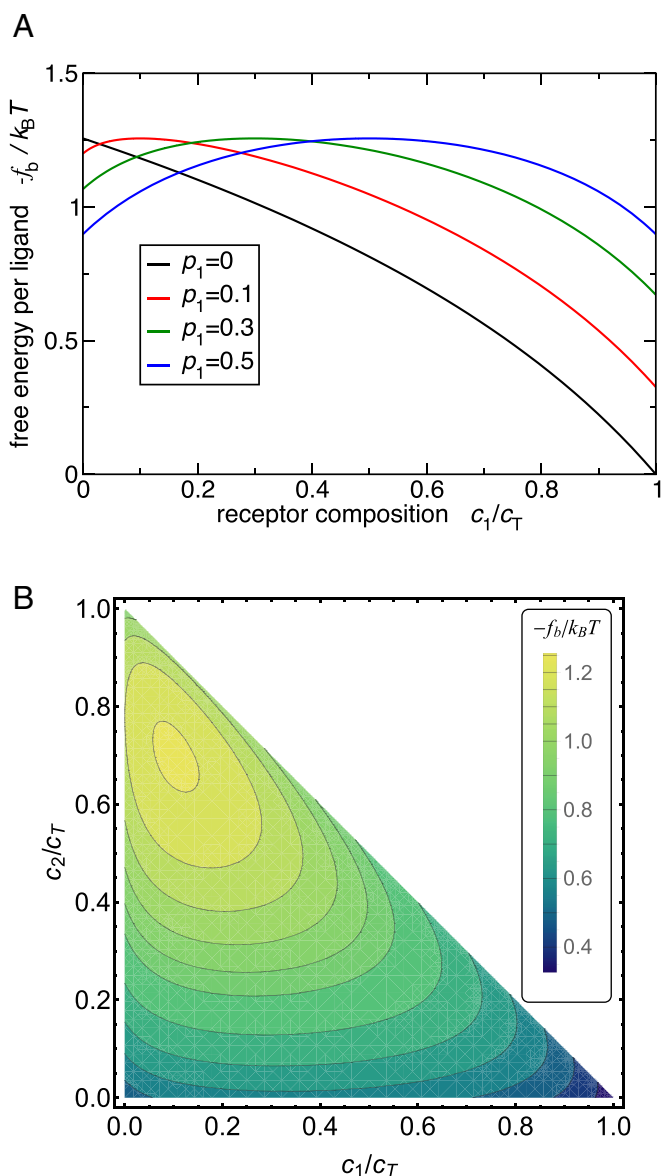 A
free energy per ligand -f_b / k_BT
1.5
1
0.5
0
p_1=0
p_1=0.1
p_1=0.3
p_1=0.5
0 0.2 0.4 0.6 0.8 1
receptor composition c_1/c_T
B
c_2/c_T
1.0
0.8
0.6
0.4
0.2
0.0
−f_b/k_BT
1.2
1.0
0.8
0.6
0.4
0.0 0.2 0.4 0.6 0.8 1.0
c_1/c_T